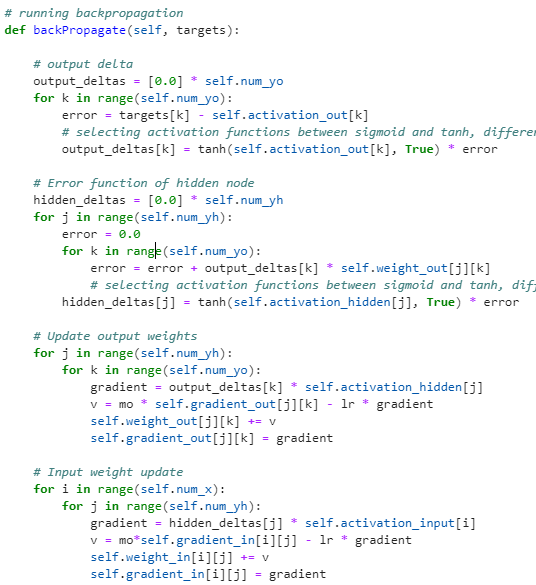 # running backpropagation
def backPropagate(self, targets):
# output delta
output_deltas = [0.0] * self.num_yo
for k in range(self.num_yo):
error = targets[k] - self.activation_out[k]
# selecting activation functions between sigmoid and tanh,
output_deltas[k] = tanh(self.activation_out[k], True) * error
# Error function of hidden node
hidden_deltas = [0.0] * self.num_yh
for j in range(self.num_yh):
error = 0.0
for k in range(self.num_yo):
error = error + output_deltas[k] * self.weight_out[j][k]
# selecting activation functions between sigmoid and tanh,
hidden_deltas[j] = tanh(self.activation_hidden[j], True) * error
# Update output weights
for j in range(self.num_yh):
for k in range(self.num_yo):
gradient = output_deltas[k] * self.activation_hidden[j]
v = mo * self.gradient_out[j][k] - lr * gradient
self.weight_out[j][k] += v
self.gradient_out[j][k] = gradient
# Input weight update
for i in range(self.num_x):
for j in range(self.num_yh):
gradient = hidden_deltas[j] * self.activation_input[i]
v = mo*self.gradient_in[i][j] - lr * gradient
self.weight_in[i][j] += v
self.gradient_in[i][j] = gradient